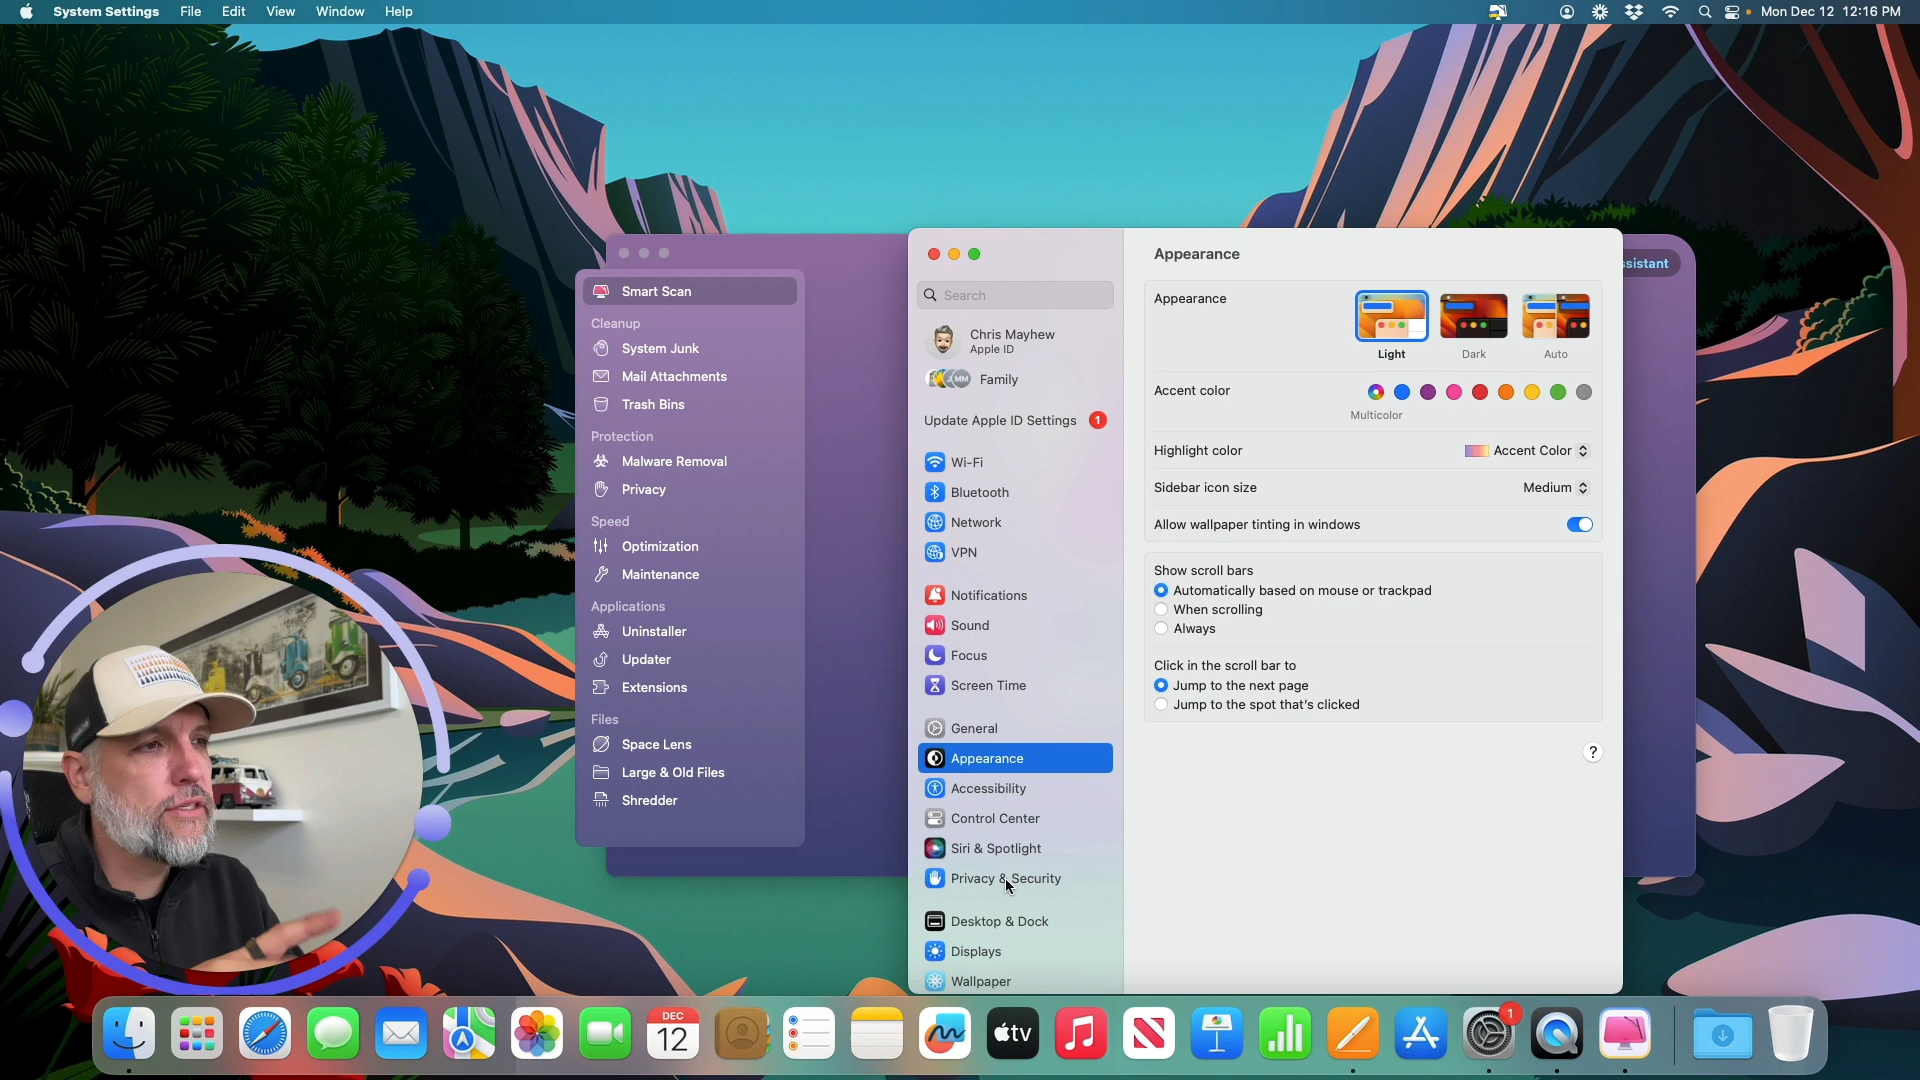 System Settings File Edit View Window Help
Mon Dec 12 12:16 PM
Smart Scan
Cleanup
System Junk
Mail Attachments
Trash Bins
Protection
Malware Removal
Privacy
Speed
Optimization
Maintenance
Applications
Uninstaller
Updater
Extensions
Files
Space Lens
Large & Old Files
Shredder
Search
Chris Mayhew
Apple ID
MM
Family
Update Apple ID Settings 1
Wi-Fi
Bluetooth
Network
VPN
Notifications
Sound
Focus
Screen Time
General
Appearance
Accessibility
Control Center
Siri & Spotlight
Privacy & Security
Desktop & Dock
Displays
Wallpaper
Appearance
Appearance
Light Dark Auto
Accent color
Multicolor
Highlight color Accent Color
Sidebar icon size Medium
Allow wallpaper tinting in windows
Show scroll bars
Automatically based on mouse or trackpad
When scrolling
Always
Click in the scroll bar to
Jump to the next page
Jump to the spot that's clicked
?
ssistant
DEC
12
tv
1